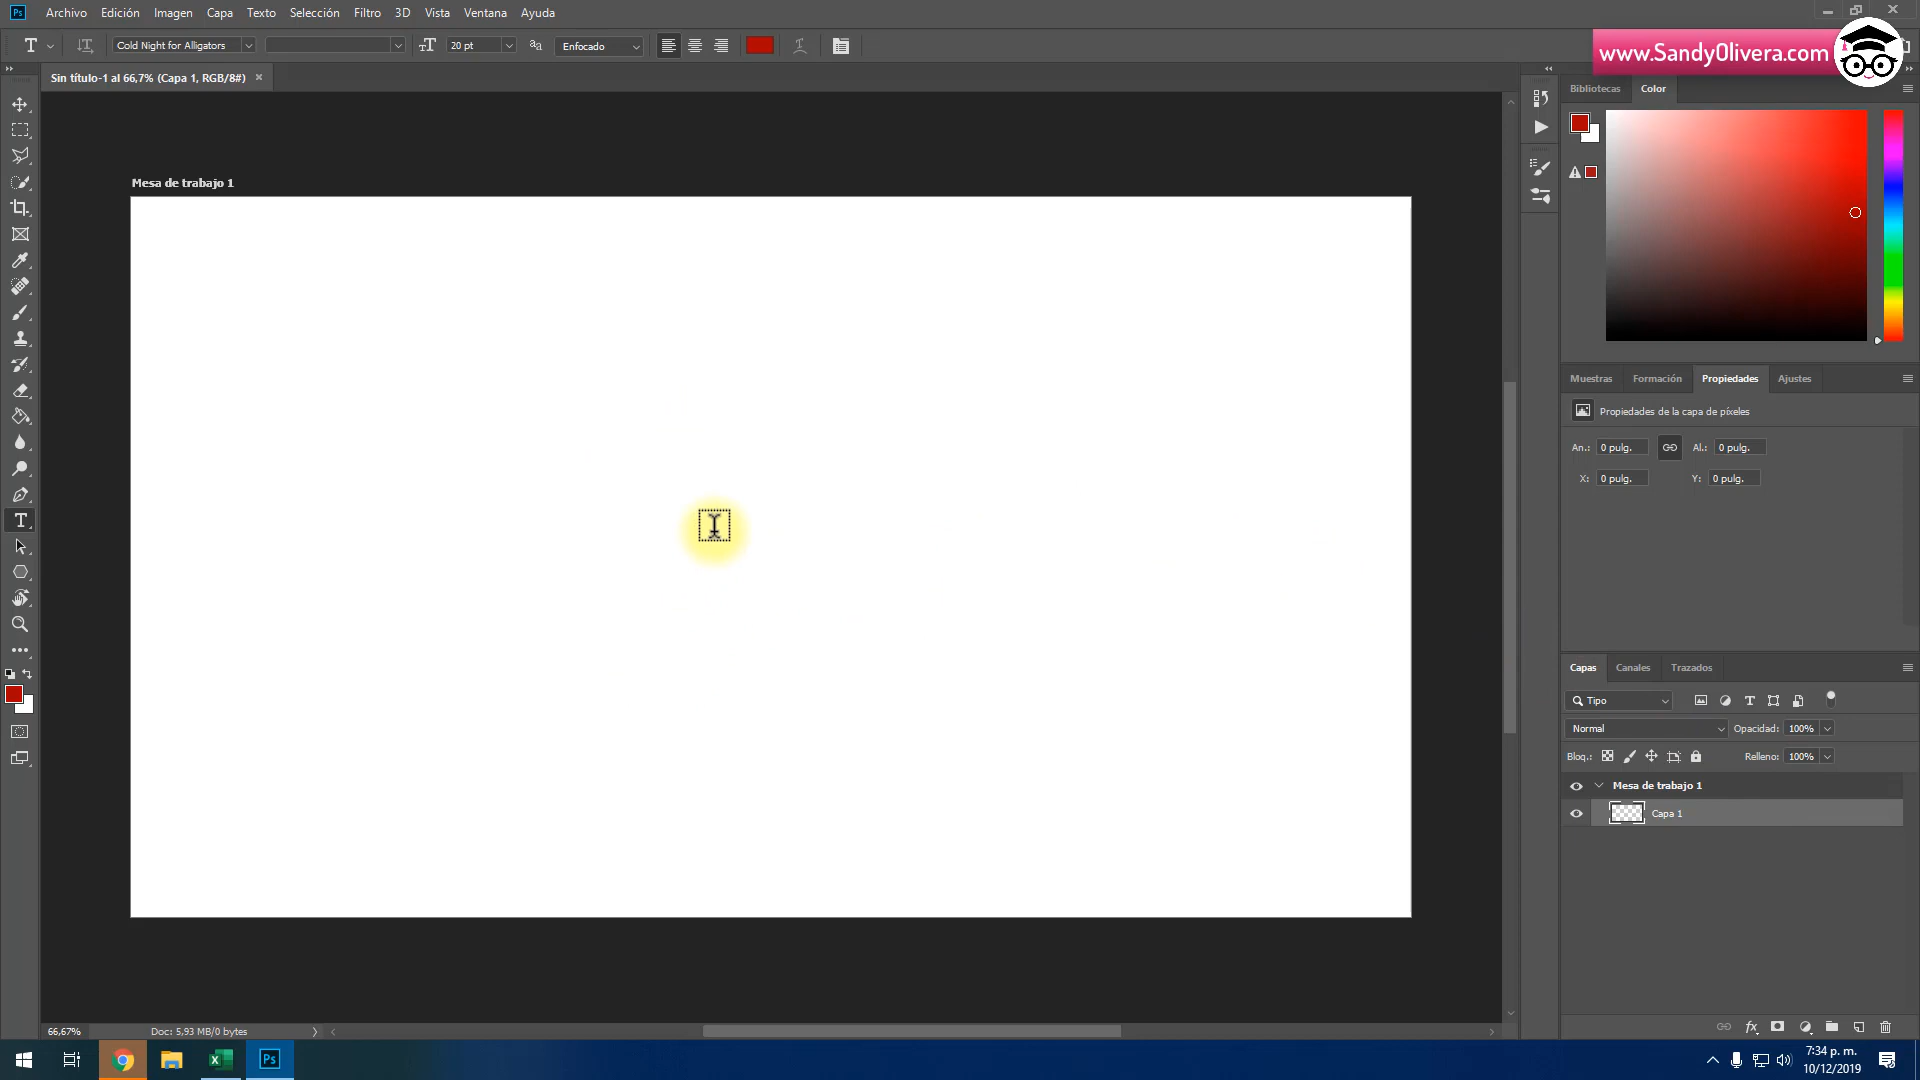 Ps Archivo Edición Imagen Capa Texto Selección Filtro 3D Vista Ventana Ayuda
Cold Night for Alligators 20 pt Enfocado
www.SandyOlivera.com
Sin título-1 al 66,7% (Capa 1, RGB/8#)
Bibliotecas Color
Mesa de trabajo 1
Muestras Formación Propiedades Ajustes
Propiedades de la capa de píxeles
An.: 0 pulg. Al.: 0 pulg.
X: 0 pulg. Y: 0 pulg.
Capas Canales Trazados
Tipo
Normal Opacidad: 100%
Bloq.: Relleno: 100%
Mesa de trabajo 1
Capa 1
66,67% Doc: 5,93 MB/0 bytes
Ps
7:34 p. m.
10/12/2019